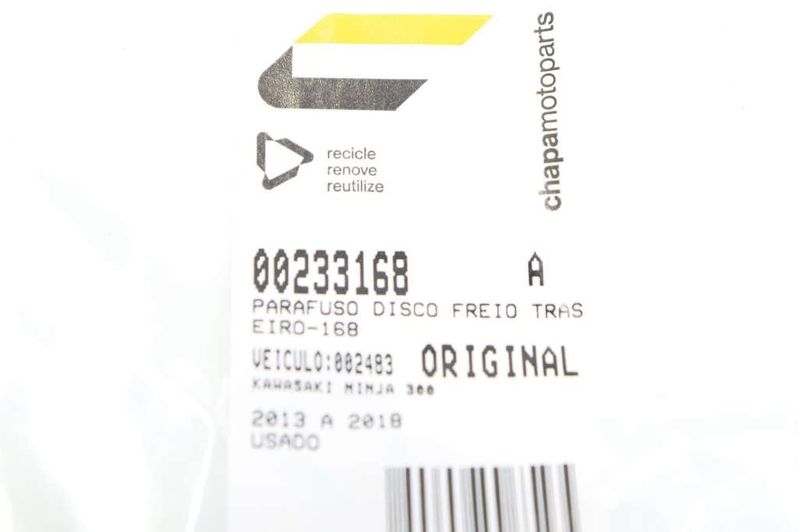 chapamotoparts
recicle
renove
reutilize
00233168 A
PARAFUSO DISCO FREIO TRAS
EIRO-168
VEICULO:002483 ORIGINAL
KAWASAKI NINJA 300
2013 A 2018
USADO